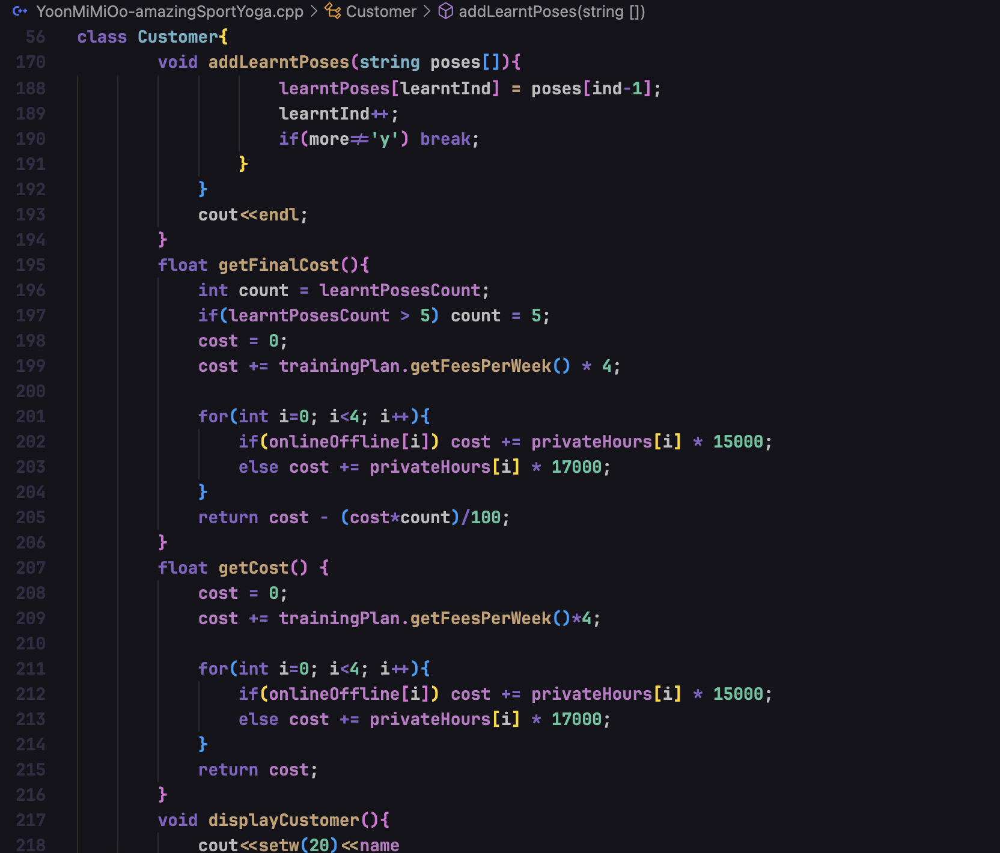 YoonMiMiOo-amazingSportYoga.cpp > Customer > addLearntPoses(string [])
56 class Customer{
170 void addLearntPoses(string poses[]){
188 learntPoses[learntInd] = poses[ind-1];
189 learntInd++;
190 if(more!='y') break;
191 }
192 }
193 cout<<endl;
194 }
195 float getFinalCost(){
196 int count = learntPosesCount;
197 if(learntPosesCount > 5) count = 5;
198 cost = 0;
199 cost += trainingPlan.getFeesPerWeek() * 4;
200
201 for(int i=0; i<4; i++){
202 if(onlineOffline[i]) cost += privateHours[i] * 15000;
203 else cost += privateHours[i] * 17000;
204 }
205 return cost - (cost*count)/100;
206 }
207 float getCost() {
208 cost = 0;
209 cost += trainingPlan.getFeesPerWeek()*4;
210
211 for(int i=0; i<4; i++){
212 if(onlineOffline[i]) cost += privateHours[i] * 15000;
213 else cost += privateHours[i] * 17000;
214 }
215 return cost;
216 }
217 void displayCustomer(){
218 cout<<setw(20)<<name